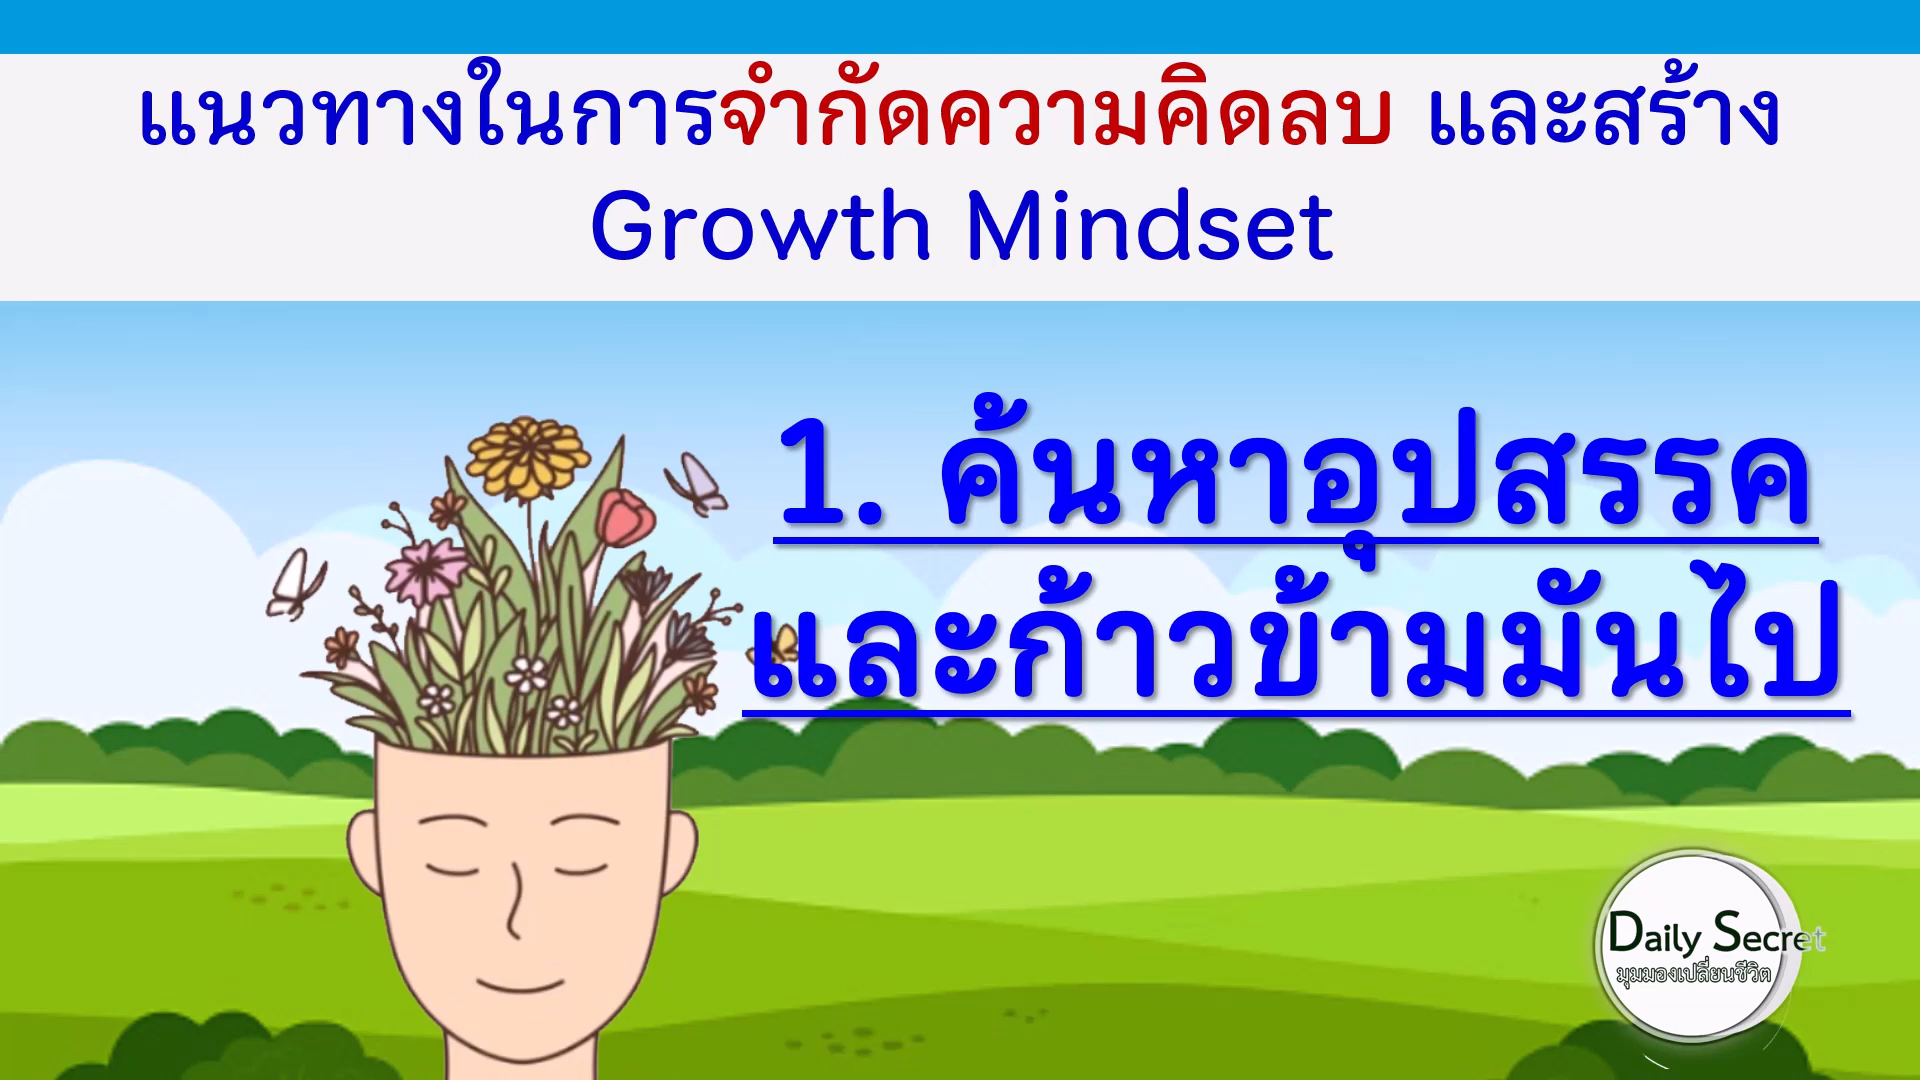 แนวทางในการจำกัดความคิดลบ และสร้าง
Growth Mindset
1. ค้นหาอุปสรรค
และก้าวข้ามมันไป
Daily Secret
มุมมองเปลี่ยนชีวิต